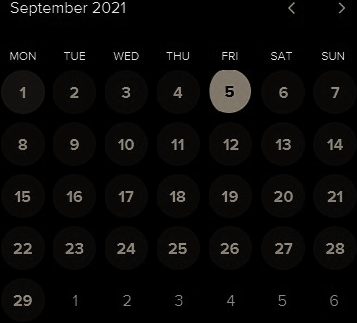 September 2021
MON TUE WED THU FRI SAT SUN
1 2 3 4 5 6 7
8 9 10 11 12 13 14
15 16 17 18 19 20 21
22 23 24 25 26 27 28
29 1 2 3 4 5 6